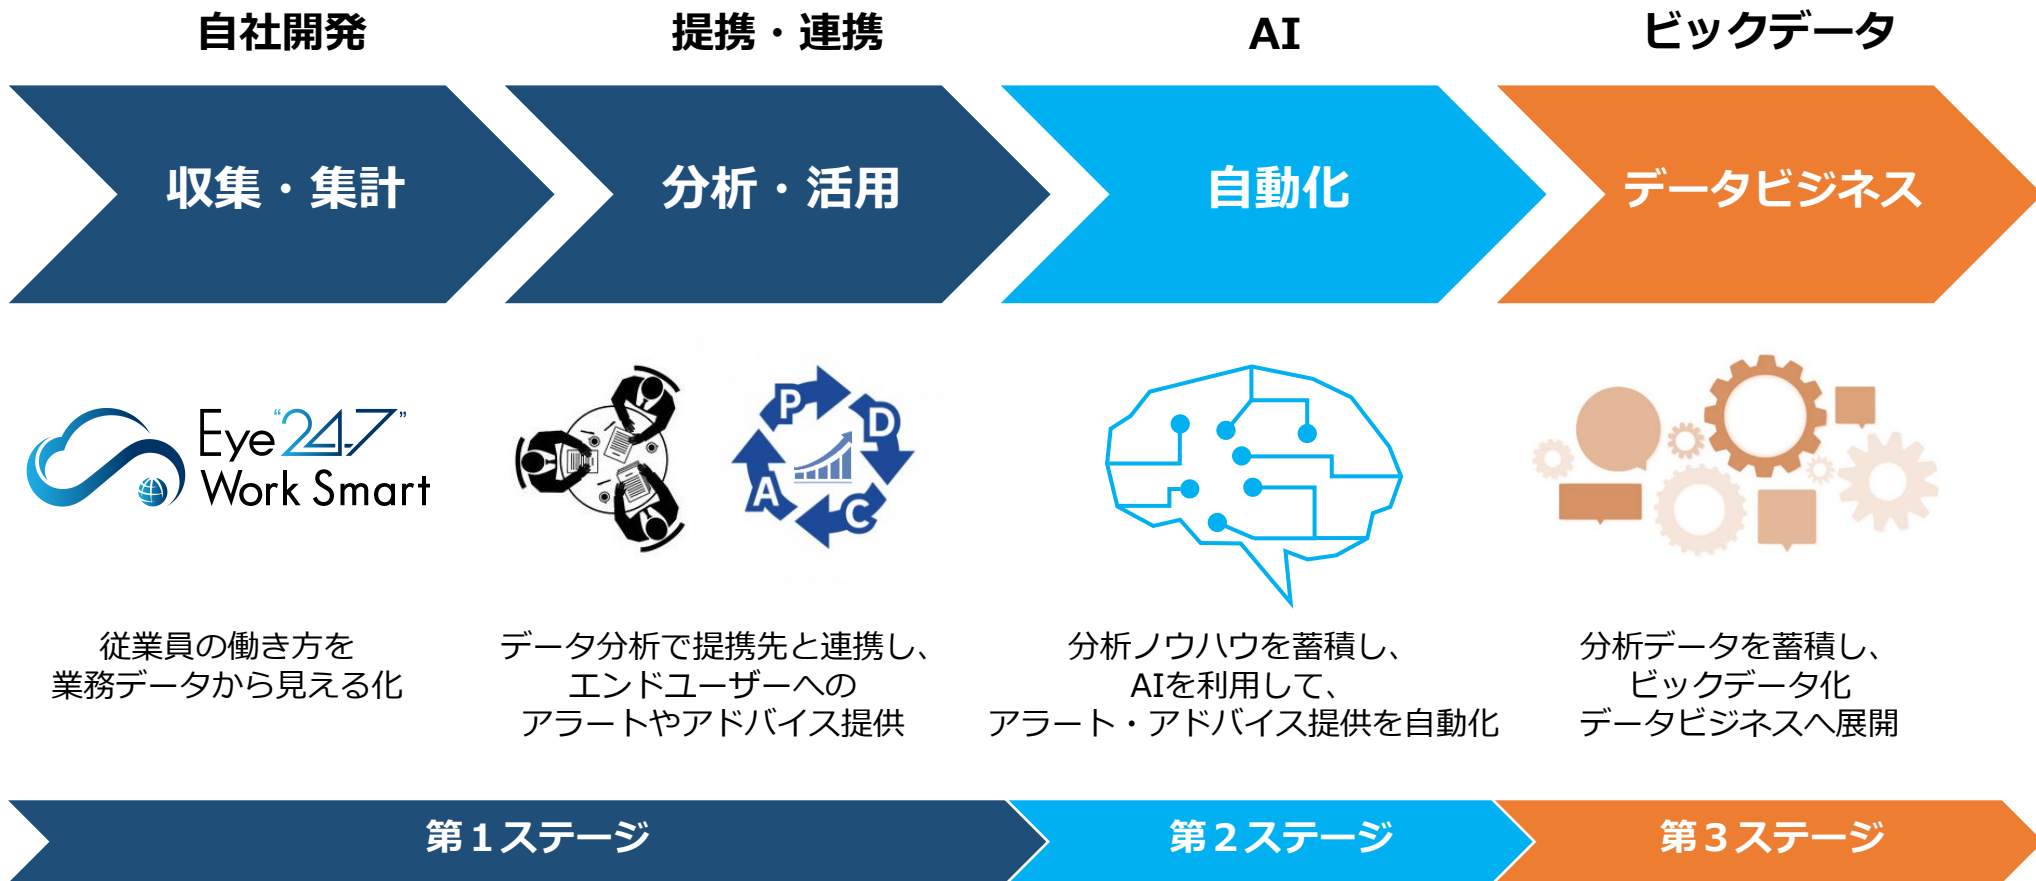 自社開発
提携・連携
AI
ビックデータ
収集・集計
分析・活用
自動化
データビジネス
Eye “24-7”
Work Smart
P
D
A
C
従業員の働き方を
業務データから見える化
データ分析で提携先と連携し、
エンドユーザーへの
アラートやアドバイス提供
分析ノウハウを蓄積し、
AIを利用して、
アラート・アドバイス提供を自動化
分析データを蓄積し、
ビックデータ化
データビジネスへ展開
第１ステージ
第２ステージ
第３ステージ